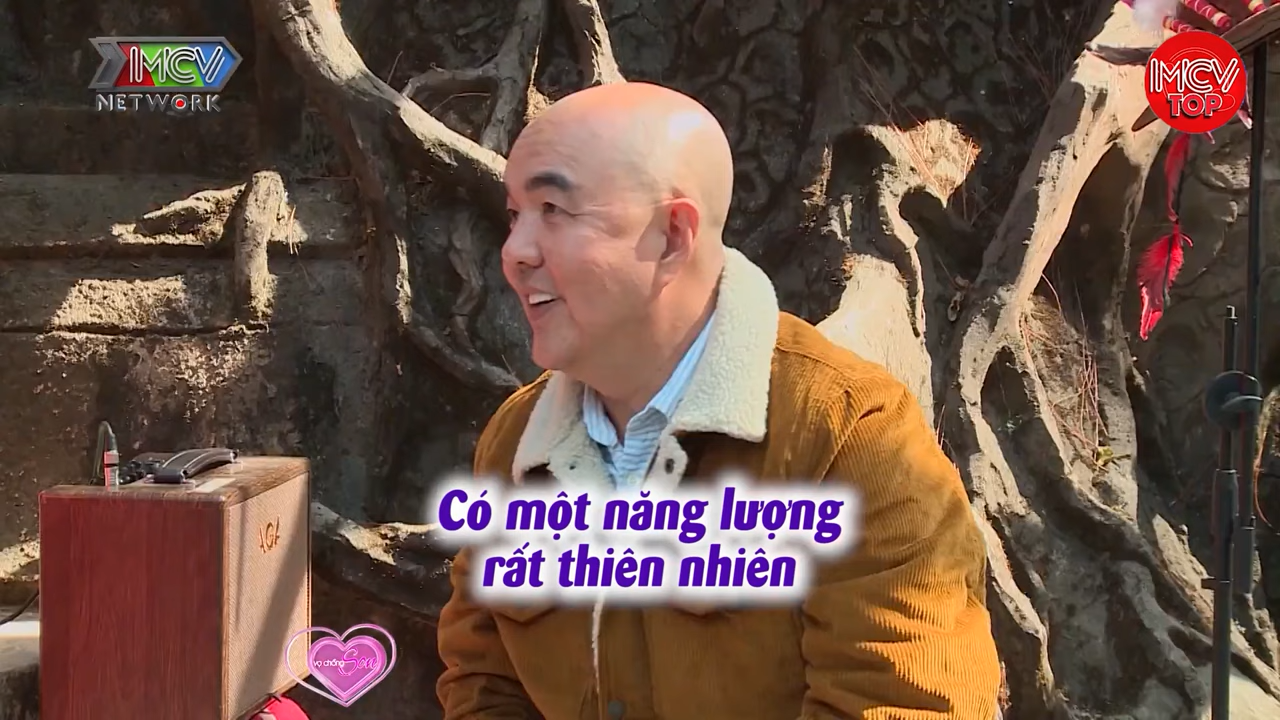 MCV
NETWORK
MCV
TOP
Có một năng lượng
rất thiên nhiên
vợ chồng Son